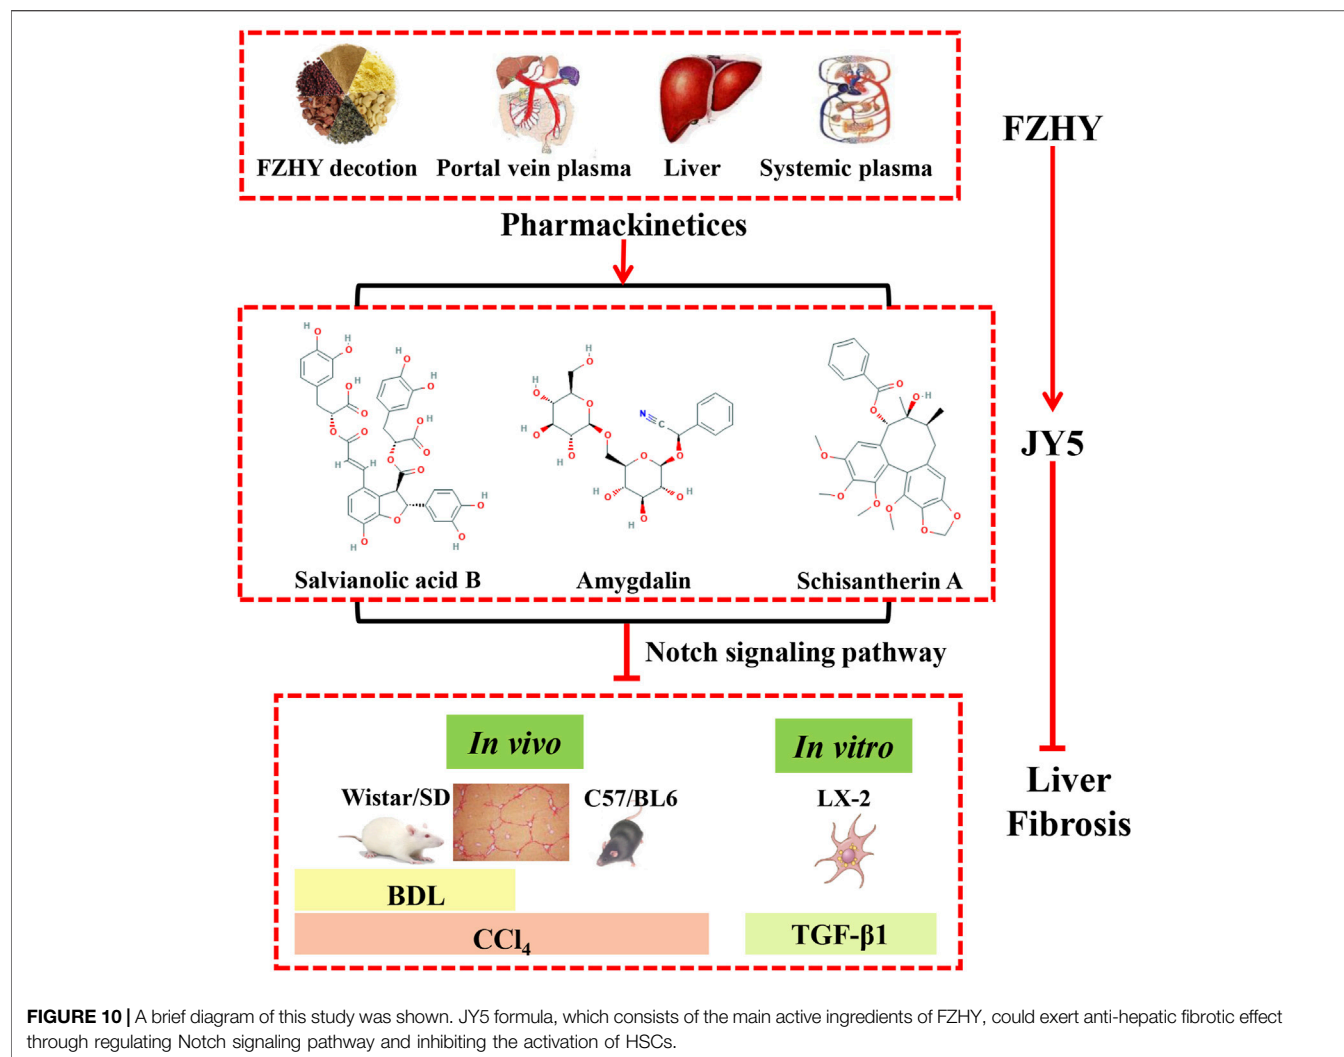 FZHY decotion
Portal vein plasma
Liver
Systemic plasma
FZHY
Pharmackinetices
JY5
Salvianolic acid B
Amygdalin
Schisantherin A
Notch signaling pathway
In vivo
In vitro
Wistar/SD
C57/BL6
LX-2
Liver
Fibrosis
BDL
CCl₄
TGF-β1
FIGURE 10 | A brief diagram of this study was shown. JY5 formula, which consists of the main active ingredients of FZHY, could exert anti-hepatic fibrotic effect
through regulating Notch signaling pathway and inhibiting the activation of HSCs.